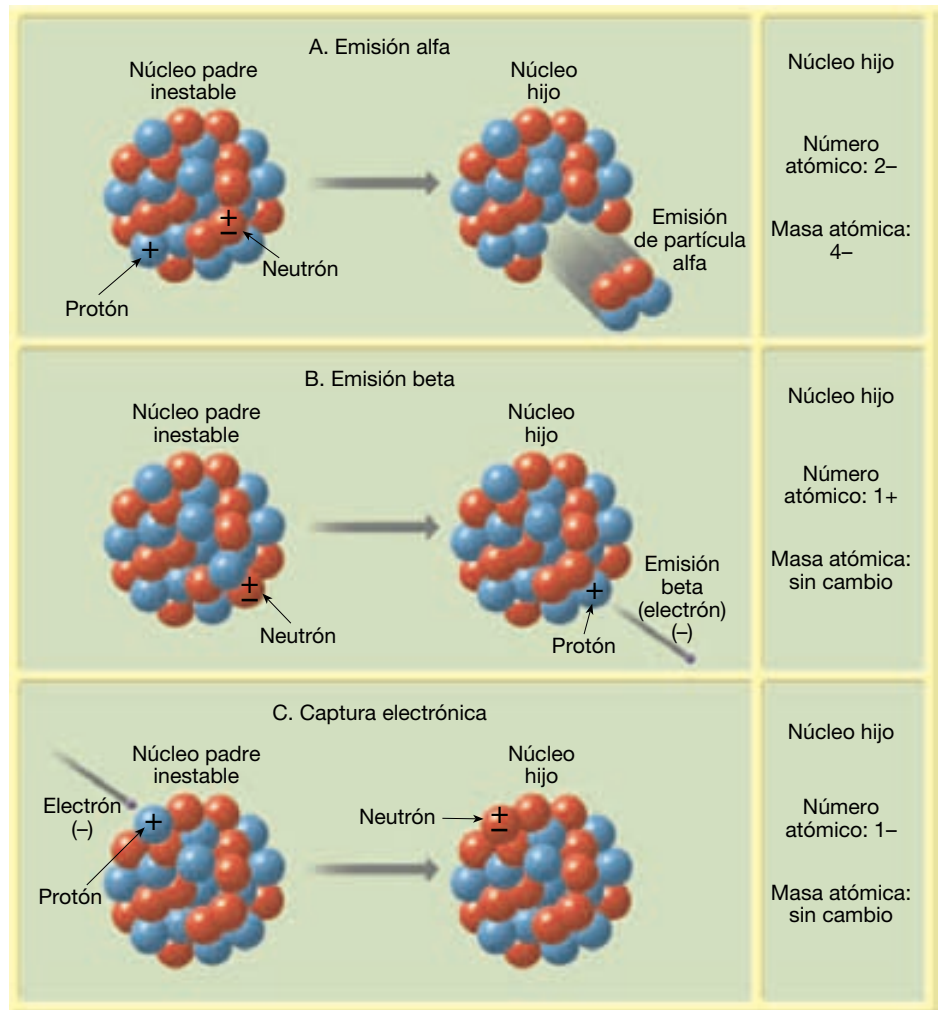 A. Emisión alfa
Núcleo padre
inestable
Núcleo
hijo
+
+
−
Neutrón
Protón
Emisión
de partícula
alfa
Núcleo hijo
Número
atómico: 2–
Masa atómica:
4–
B. Emisión beta
Núcleo padre
inestable
Núcleo
hijo
+
−
Neutrón
+
Protón
Emisión
beta
(electrón)
(–)
Núcleo hijo
Número
atómico: 1+
Masa atómica:
sin cambio
C. Captura electrónica
Núcleo padre
inestable
Núcleo
hijo
Electrón
(–)
+
Protón
Neutrón
+
−
Núcleo hijo
Número
atómico: 1–
Masa atómica:
sin cambio